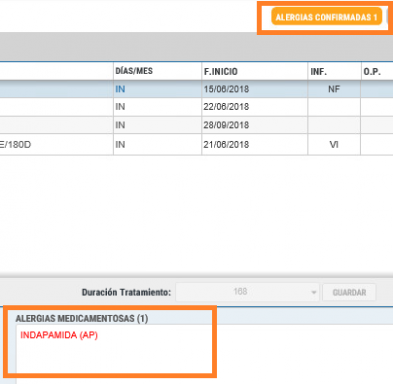 ALERGIAS CONFIRMADAS 1
DÍAS/MES F.INICIO INF. O.P.
IN 15/06/2018 NF
IN 22/06/2018
IN 28/09/2018
E/180D IN 21/06/2018 VI
Duración Tratamiento: 168 GUARDAR
ALERGIAS MEDICAMENTOSAS (1)
INDAPAMIDA (AP)